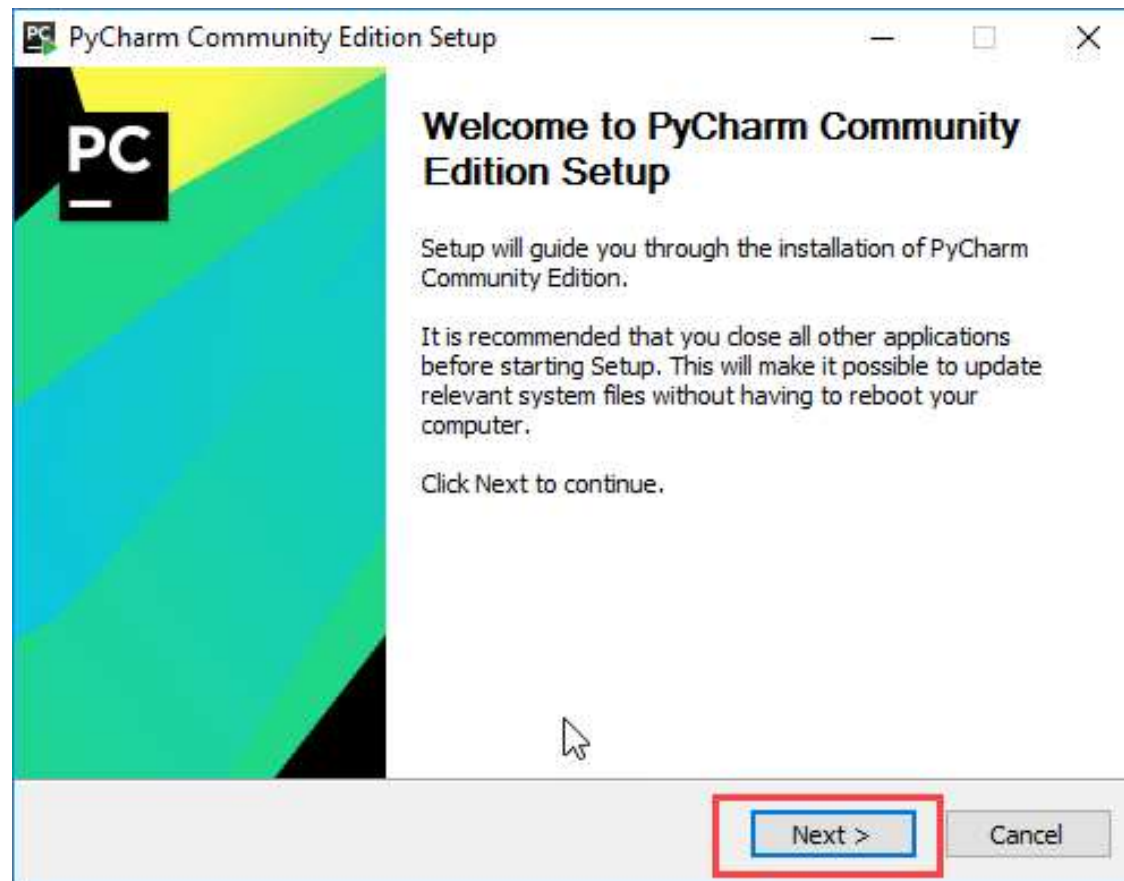 PyCharm Community Edition Setup
PC
Welcome to PyCharm Community
Edition Setup
Setup will guide you through the installation of PyCharm
Community Edition.
It is recommended that you close all other applications
before starting Setup. This will make it possible to update
relevant system files without having to reboot your
computer.
Click Next to continue.
Next >
Cancel